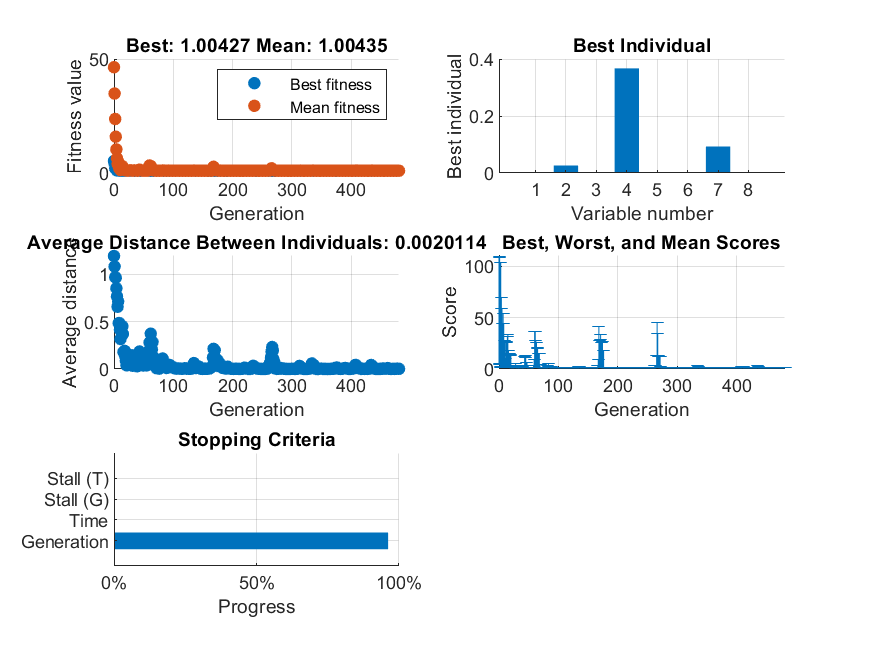 Best: 1.00427 Mean: 1.00435
50
0
Fitness value
Best fitness
Mean fitness
0 100 200 300 400
Generation
Best Individual
0.4
0.2
0
Best individual
1 2 3 4 5 6 7 8
Variable number
Average Distance Between Individuals: 0.0020114
1
0.5
0
Average distance
0 100 200 300 400
Generation
Best, Worst, and Mean Scores
100
50
0
Score
0 100 200 300 400
Generation
Stopping Criteria
Stall (T)
Stall (G)
Time
Generation
0% 50% 100%
Progress